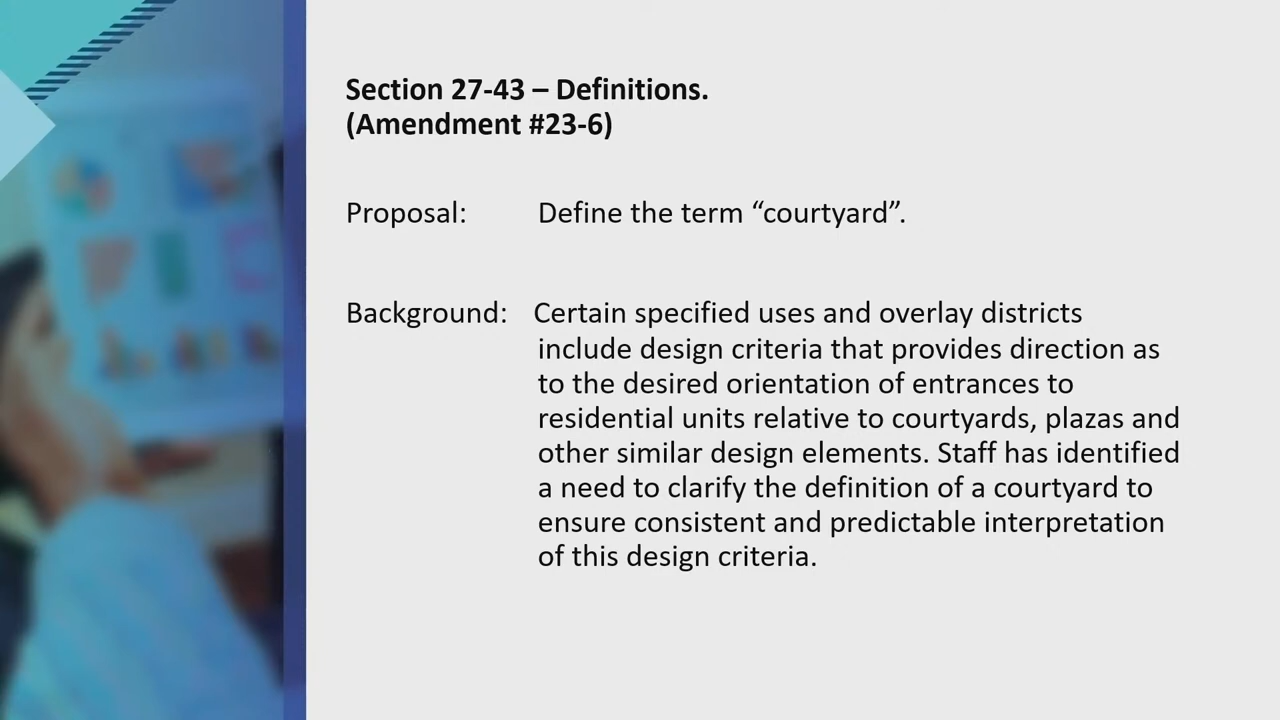 Section 27-43 – Definitions.
(Amendment #23-6)
Proposal: Define the term “courtyard”.
Background: Certain specified uses and overlay districts
include design criteria that provides direction as
to the desired orientation of entrances to
residential units relative to courtyards, plazas and
other similar design elements. Staff has identified
a need to clarify the definition of a courtyard to
ensure consistent and predictable interpretation
of this design criteria.